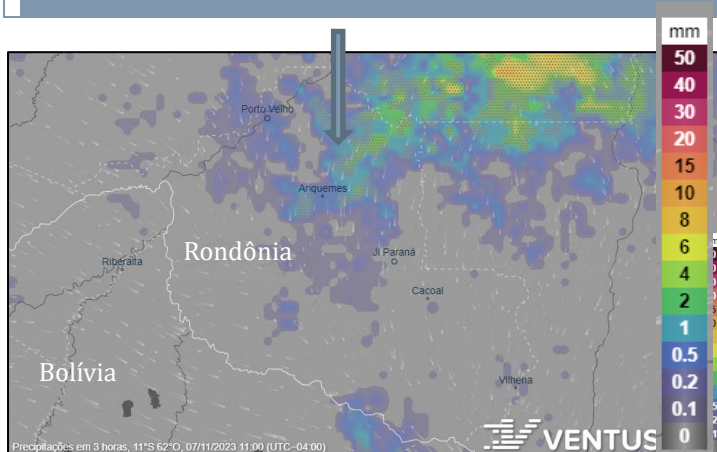 mm
50
40
30
20
15
10
8
6
4
2
1
0.5
0.2
0.1
0
Porto Velho
Ariquemes
Rondônia
Ji Paraná
Riberalta
Cacoal
Bolívia
Vilhena
Precipitações em 3 horas, 11°S 62°O, 07/11/2023 11:00 (UTC-04:00)
VENTUS